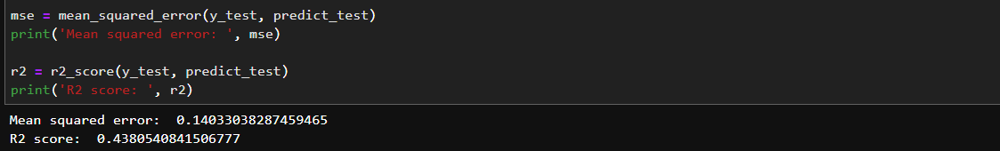 mse = mean_squared_error(y_test, predict_test)
print('Mean squared error: ', mse)
r2 = r2_score(y_test, predict_test)
print('R2 score: ', r2)
Mean squared error:  0.14033038287459465
R2 score:  0.4380540841506777